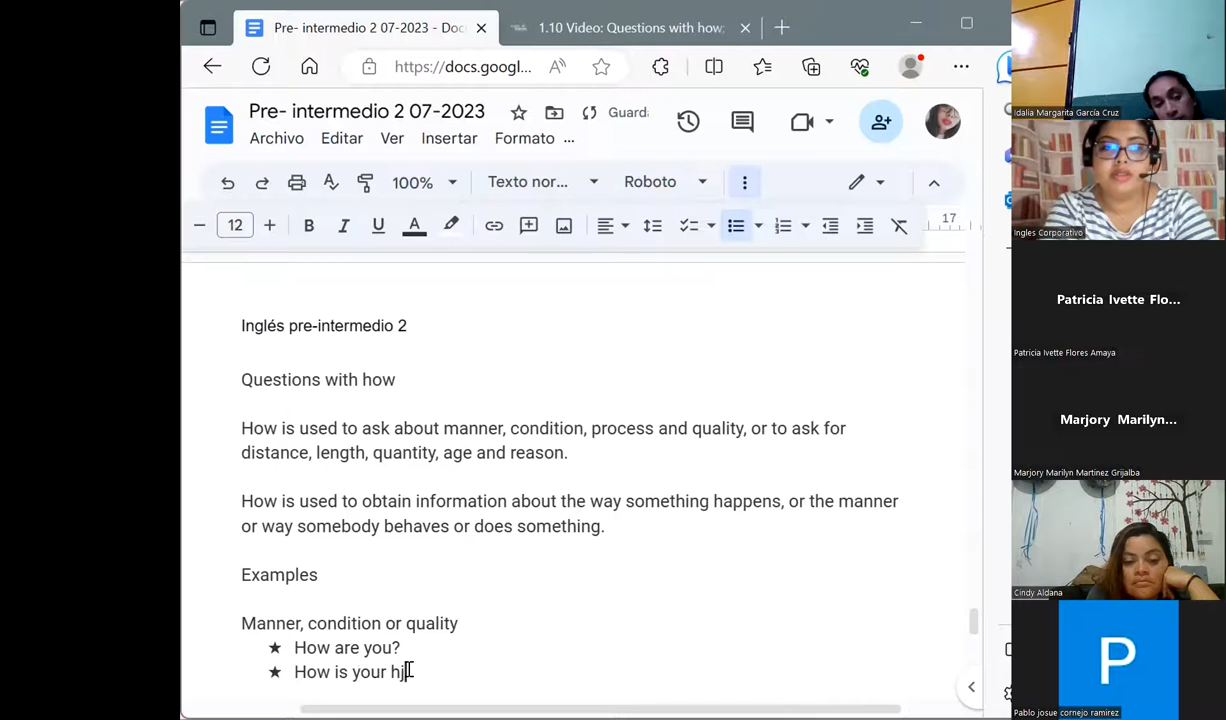 Pre- intermedio 2 07-2023 - Doc
1.10 Video: Questions with how;
https://docs.googl...
Pre- intermedio 2 07-2023
Guard
Archivo Editar Ver Insertar Formato ...
100% Texto nor... Roboto
12 B I U A 17
Inglés pre-intermedio 2
Questions with how
How is used to ask about manner, condition, process and quality, or to ask for
distance, length, quantity, age and reason.
How is used to obtain information about the way something happens, or the manner
or way somebody behaves or does something.
Examples
Manner, condition or quality
★ How are you?
★ How is your hj
Idalia Margarita García Cruz
Ingles Corporativo
Patricia Ivette Flo...
Patricia Ivette Flores Amaya
Marjory Marilyn...
Marjory Marilyn Martinez Grijalba
Cindy Aldana
P
Pablo josue cornejo ramirez